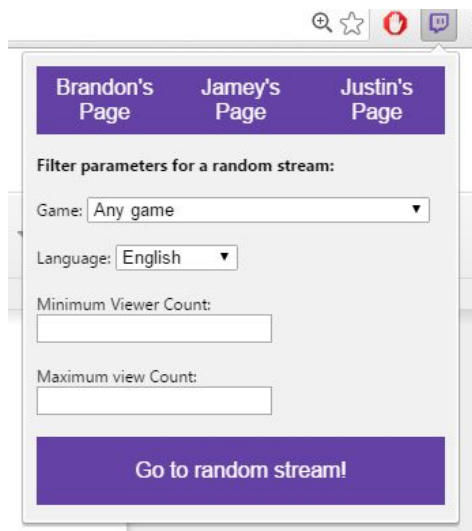 Brandon's Jamey's Justin's
Page Page Page
Filter parameters for a random stream:
Game: Any game
Language: English
Minimum Viewer Count:
Maximum view Count:
Go to random stream!